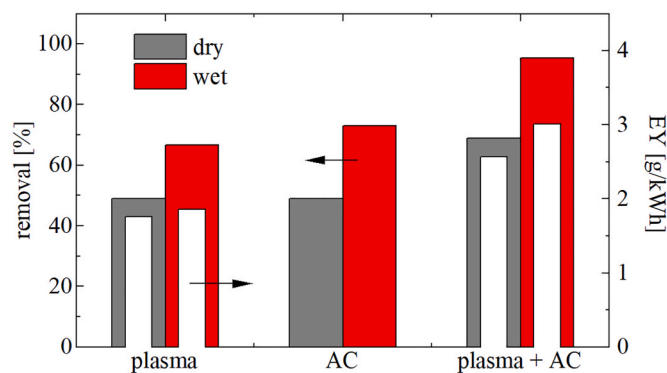 100
80
60
40
20
0
removal [%]
dry
wet
4
3
2
1
0
EY [g/kWh]
plasma
AC
plasma + AC